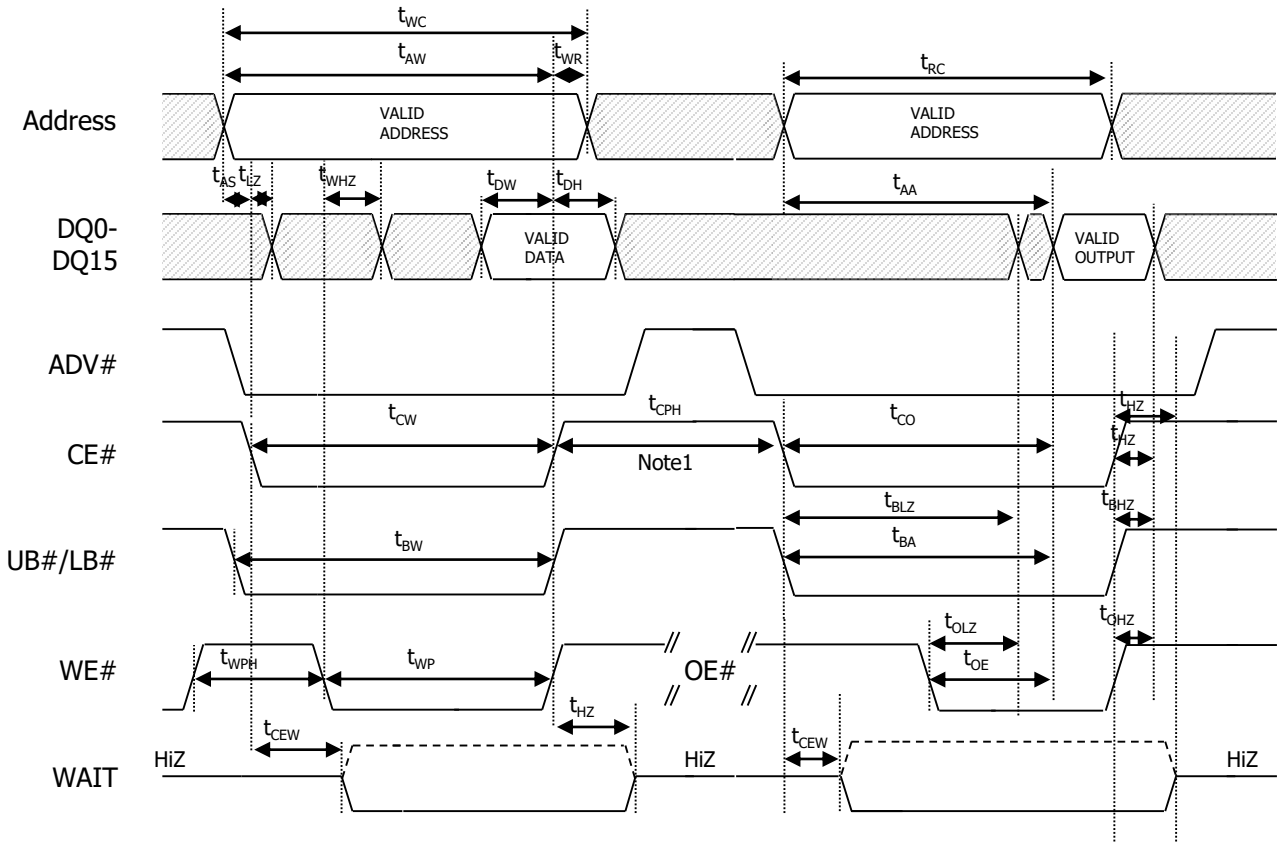 tWC
tAW
tWR
tRC
Address
VALID
ADDRESS
VALID
ADDRESS
tAS
tLZ
tWHZ
tDW
tDH
tAA
DQ0-
DQ15
VALID
DATA
VALID
OUTPUT
ADV#
tCW
tCPH
tCO
tHZ
CE#
Note1
tHZ
tBLZ
tBHZ
UB#/LB#
tBW
tBA
tOLZ
tOHZ
WE#
tWPH
tWP
//
OE#
//
tOE
//
//
tCEW
tHZ
tCEW
WAIT
HiZ
HiZ
HiZ